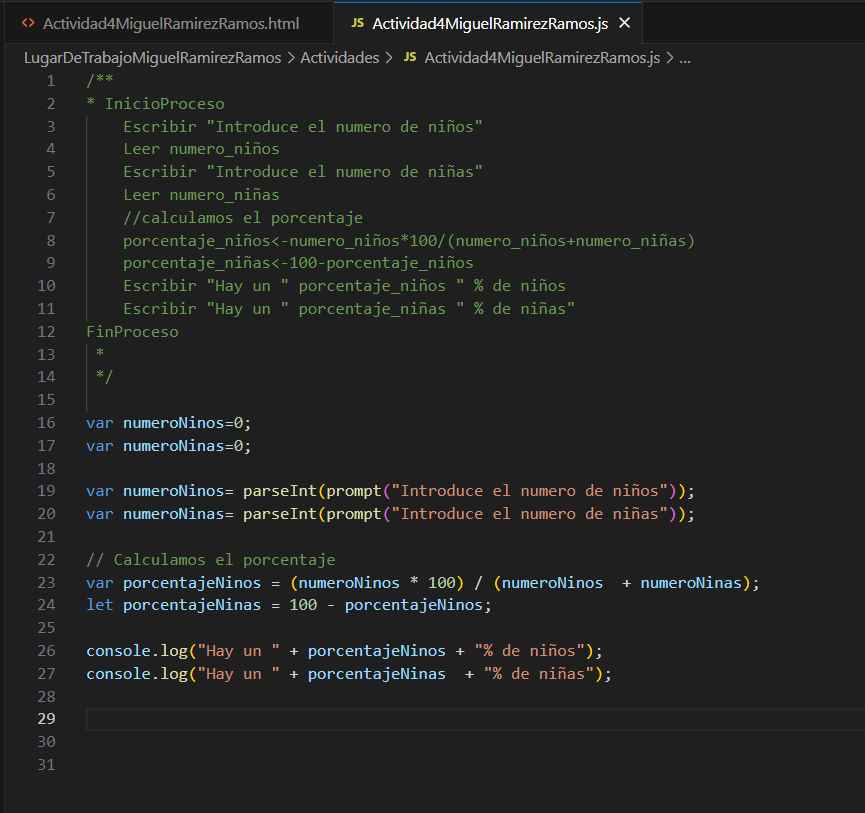 <> Actividad4MiguelRamirezRamos.html JS Actividad4MiguelRamirezRamos.js ×
LugarDeTrabajoMiguelRamirezRamos > Actividades > JS Actividad4MiguelRamirezRamos.js > ...
1 /**
2 * InicioProceso
3     Escribir "Introduce el numero de niños"
4     Leer numero_niños
5     Escribir "Introduce el numero de niñas"
6     Leer numero_niñas
7     //calculamos el porcentaje
8     porcentaje_niños<-numero_niños*100/(numero_niños+numero_niñas)
9     porcentaje_niñas<-100-porcentaje_niños
10     Escribir "Hay un " porcentaje_niños " % de niños
11     Escribir "Hay un " porcentaje_niñas " % de niñas"
12 FinProceso
13  *
14  */
15
16 var numeroNinos=0;
17 var numeroNinas=0;
18
19 var numeroNinos= parseInt(prompt("Introduce el numero de niños"));
20 var numeroNinas= parseInt(prompt("Introduce el numero de niñas"));
21
22 // Calculamos el porcentaje
23 var porcentajeNinos = (numeroNinos * 100) / (numeroNinos  + numeroNinas);
24 let porcentajeNinas = 100 - porcentajeNinos;
25
26 console.log("Hay un " + porcentajeNinos + "% de niños");
27 console.log("Hay un " + porcentajeNinas  + "% de niñas");
28
29
30
31